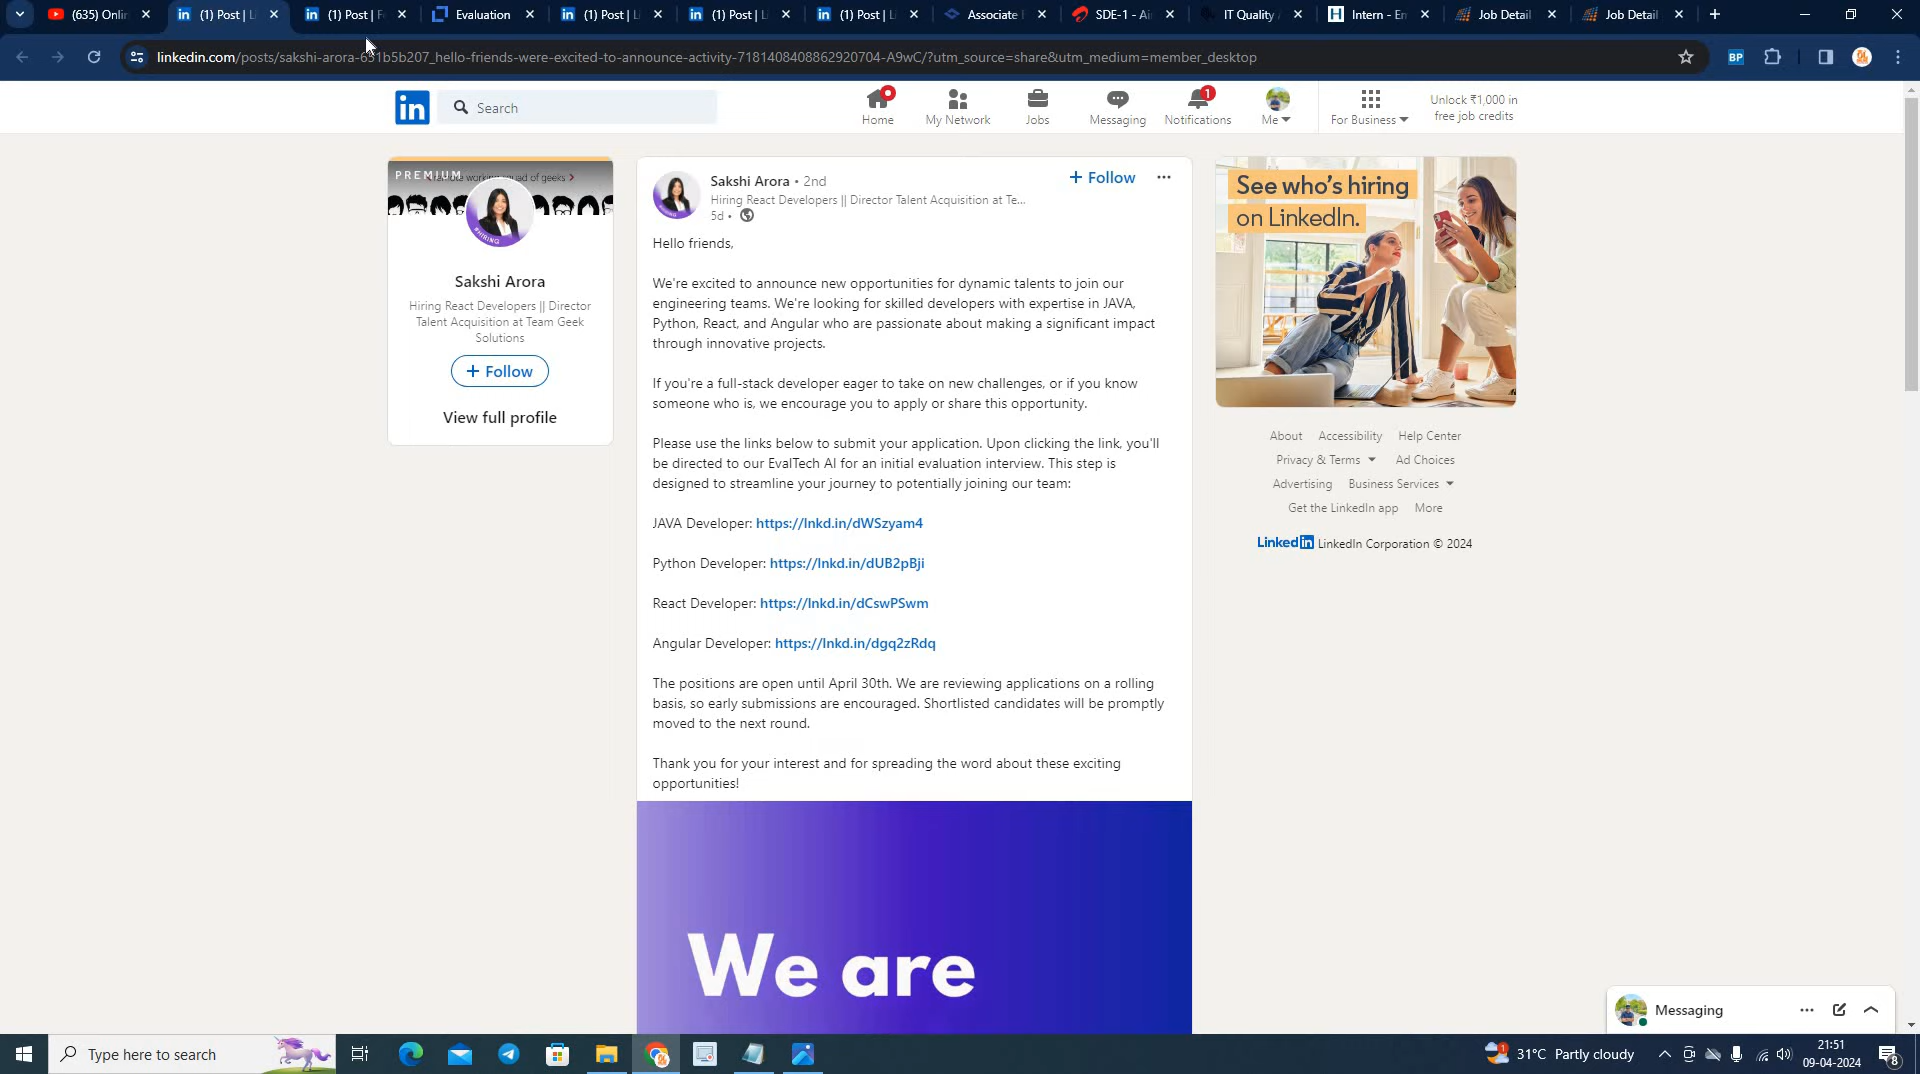 (635) Onlin
(1) Post | L
(1) Post | F
Evaluation
(1) Post | L
(1) Post | L
(1) Post | L
Associate
SDE-1 - Ai
IT Quality
Intern - En
Job Detail
Job Detail
linkedin.com/posts/sakshi-arora-651b5b207_hello-friends-were-excited-to-announce-activity-7181408408862920704-A9wC/?utm_source=share&utm_medium=member_desktop
BP
in
Search
Home
My Network
Jobs
Messaging
1
Notifications
Me
For Business
Unlock ₹1,000 in
free job credits
PREMIUM
remote working squad of geeks
#HIRING
Sakshi Arora
Hiring React Developers || Director
Talent Acquisition at Team Geek
Solutions
+ Follow
View full profile
Sakshi Arora • 2nd
Hiring React Developers || Director Talent Acquisition at Te...
5d •
+ Follow
Hello friends,
We're excited to announce new opportunities for dynamic talents to join our
engineering teams. We're looking for skilled developers with expertise in JAVA,
Python, React, and Angular who are passionate about making a significant impact
through innovative projects.
If you're a full-stack developer eager to take on new challenges, or if you know
someone who is, we encourage you to apply or share this opportunity.
Please use the links below to submit your application. Upon clicking the link, you'll
be directed to our EvalTech AI for an initial evaluation interview. This step is
designed to streamline your journey to potentially joining our team:
JAVA Developer: https://lnkd.in/dWSzyam4
Python Developer: https://lnkd.in/dUB2pBji
React Developer: https://lnkd.in/dCswPSwm
Angular Developer: https://lnkd.in/dgq2zRdq
The positions are open until April 30th. We are reviewing applications on a rolling
basis, so early submissions are encouraged. Shortlisted candidates will be promptly
moved to the next round.
Thank you for your interest and for spreading the word about these exciting
opportunities!
We are
See who's hiring
on LinkedIn.
About Accessibility Help Center
Privacy & Terms Ad Choices
Advertising Business Services
Get the LinkedIn app More
LinkedIn LinkedIn Corporation © 2024
Messaging
Type here to search
31°C Partly cloudy
21:51
09-04-2024
8